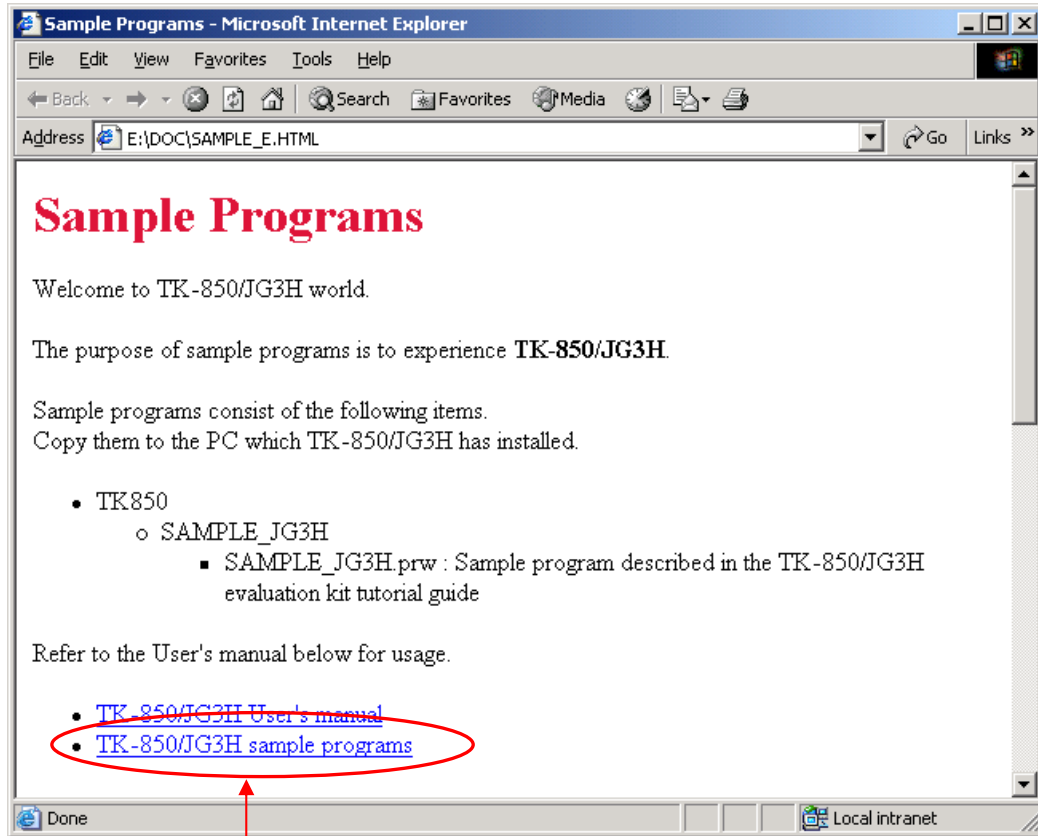 Sample Programs - Microsoft Internet Explorer
File Edit View Favorites Tools Help
Back Search Favorites Media
Address E:\DOC\SAMPLE_E.HTML Go Links »
Sample Programs
Welcome to TK-850/JG3H world.
The purpose of sample programs is to experience TK-850/JG3H.
Sample programs consist of the following items.
Copy them to the PC which TK-850/JG3H has installed.
TK850
SAMPLE_JG3H
SAMPLE_JG3H.prw : Sample program described in the TK-850/JG3H
evaluation kit tutorial guide
Refer to the User's manual below for usage.
TK-850/JG3H User's manual
TK-850/JG3H sample programs
Done Local intranet